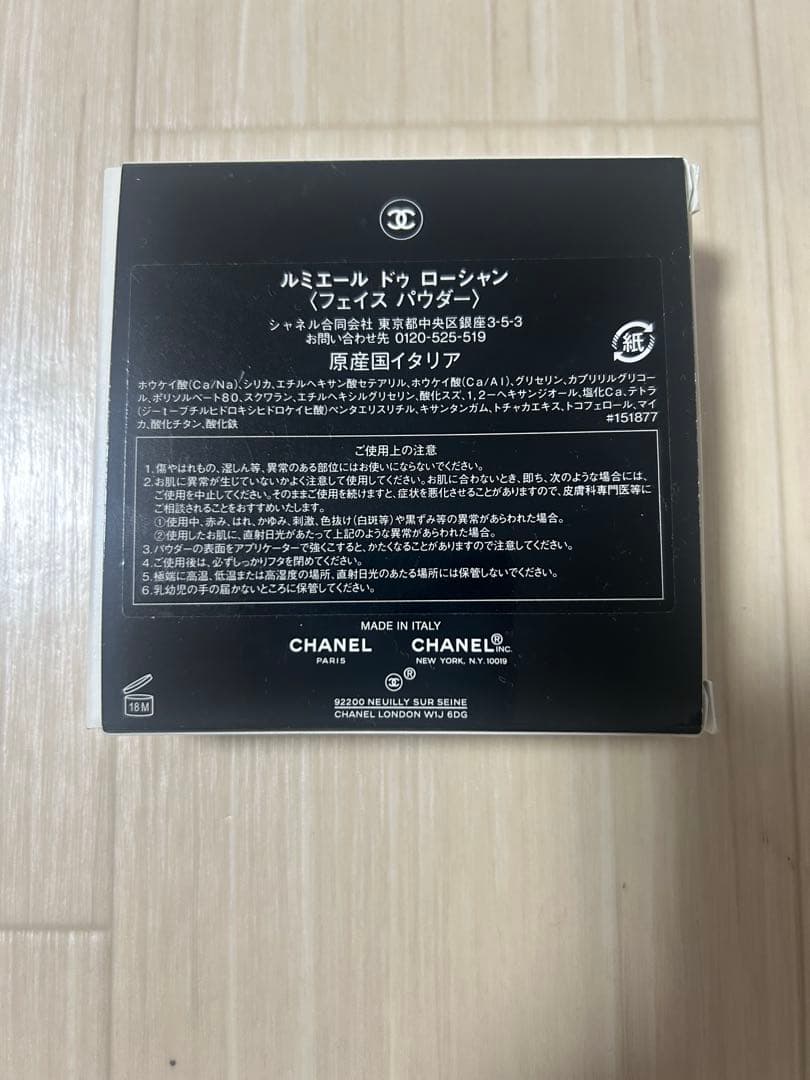 ルミエール ドゥ ローシャン
〈フェイス パウダー〉
シャネル合同会社 東京都中央区銀座3-5-3
お問い合わせ先 0120-525-519
原産国イタリア
紙
ホウケイ酸(Ca/Na)、シリカ、エチルヘキサン酸セテアリル、ホウケイ酸(Ca/Al)、グリセリン、カプリリルグリコー
ル、ポリソルベート80、スクワラン、エチルヘキシルグリセリン、酸化スズ、1,2-ヘキサンジオール、塩化Ca、テトラ
(ジ-t-ブチルヒドロキシヒドロケイヒ酸)ペンタエリスリチル、キサンタンガム、トチャカエキス、トコフェロール、マイ
カ、酸化チタン、酸化鉄
#151877
ご使用上の注意
1.傷やはれもの、湿しん等、異常のある部位にはお使いにならないでください。
2.お肌に異常が生じていないかよく注意して使用してください。お肌に合わないとき、即ち、次のような場合には、
ご使用を中止してください。そのままご使用を続けますと、症状を悪化させることがありますので、皮膚科専門医等に
ご相談されることをおすすめいたします。
①使用中、赤み、はれ、かゆみ、刺激、色抜け(白斑等)や黒ずみ等の異常があらわれた場合。
②使用したお肌に、直射日光があたって上記のような異常があらわれた場合。
3.パウダーの表面をアプリケーターで強くこすると、かたくなることがありますので注意してください。
4.ご使用後は、必ずしっかりフタを閉めてください。
5.極端に高温、低温または高湿度の場所、直射日光のあたる場所には保管しないでください。
6.乳幼児の手の届かないところに保管してください。
MADE IN ITALY
CHANEL CHANEL® INC.
PARIS NEW YORK, N.Y. 10019
®
18M
92200 NEUILLY SUR SEINE
CHANEL LONDON W1J 6DG